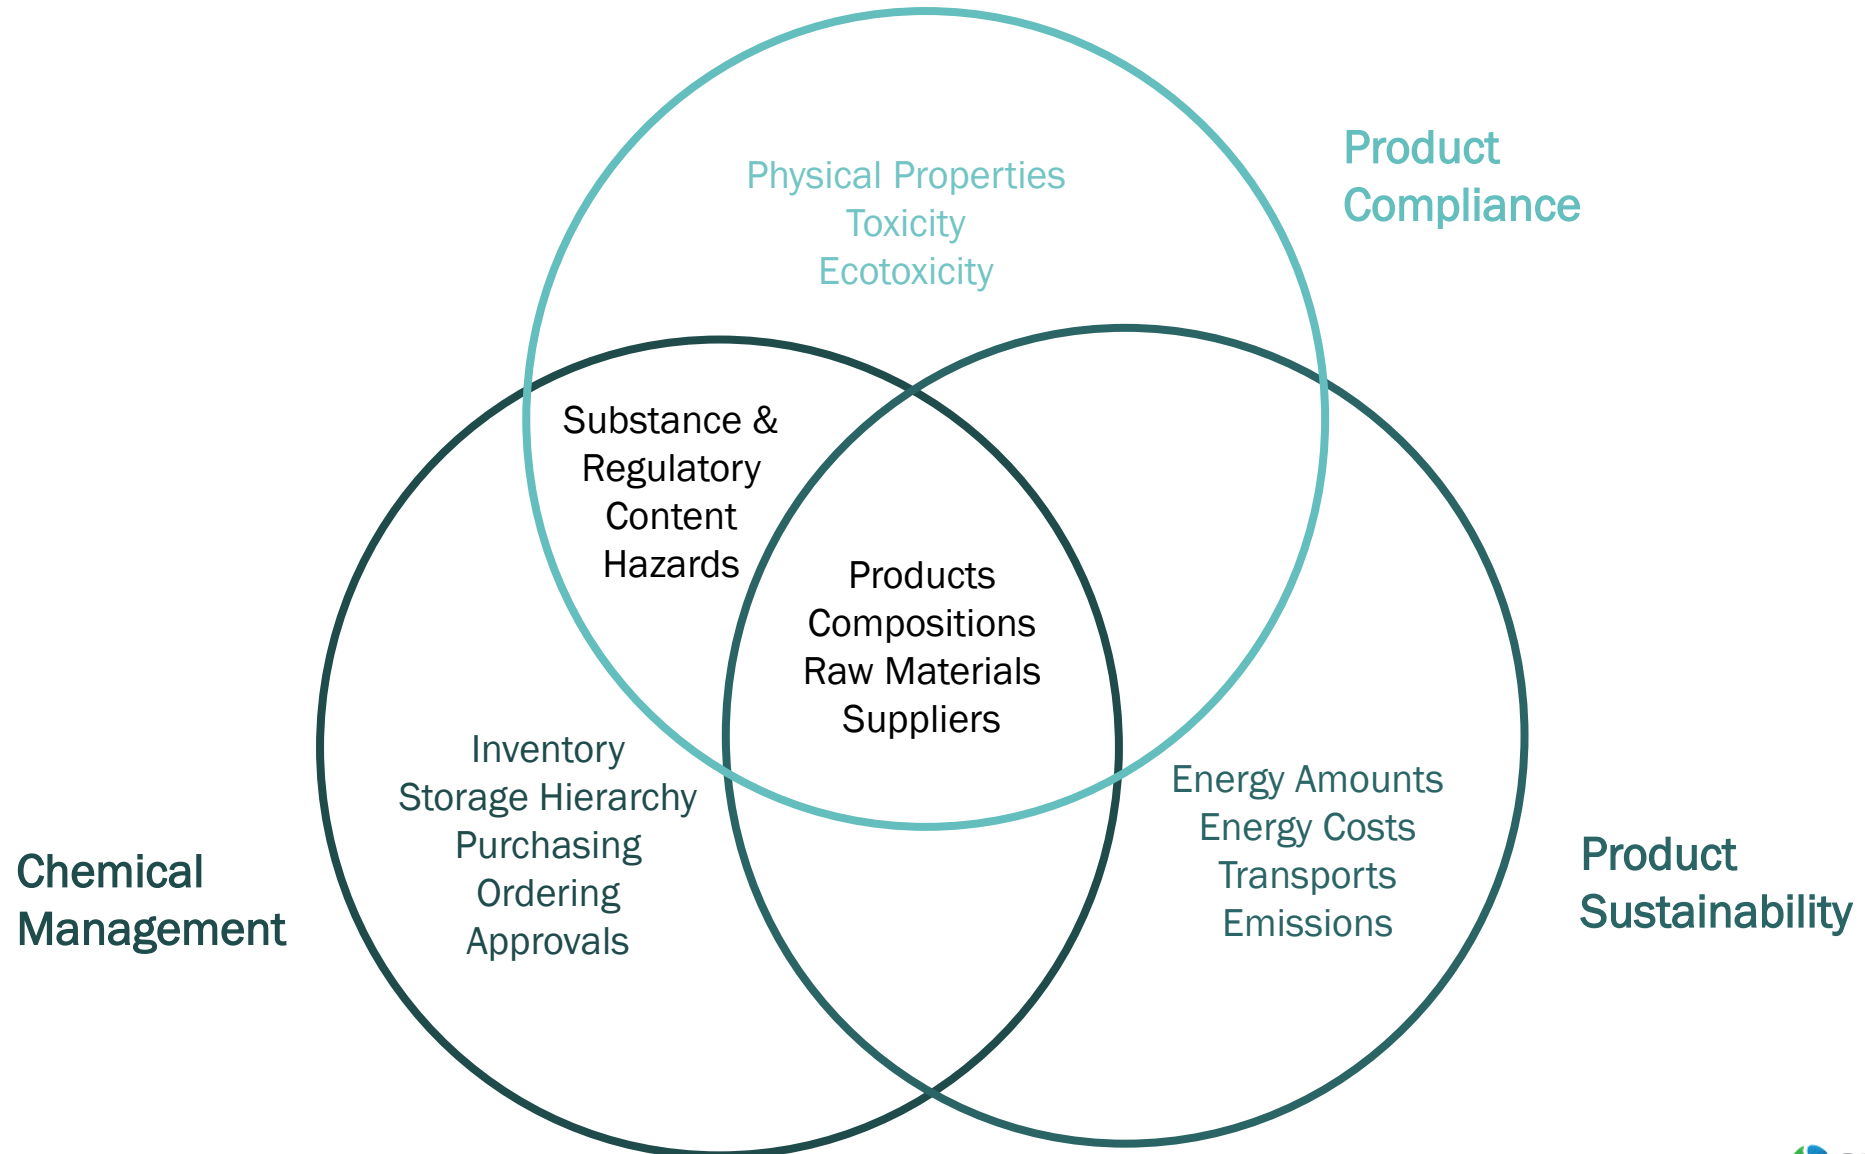 Product
Compliance
Physical Properties
Toxicity
Ecotoxicity
Substance &
Regulatory
Content
Hazards
Products
Compositions
Raw Materials
Suppliers
Inventory
Storage Hierarchy
Purchasing
Ordering
Approvals
Energy Amounts
Energy Costs
Transports
Emissions
Chemical
Management
Product
Sustainability